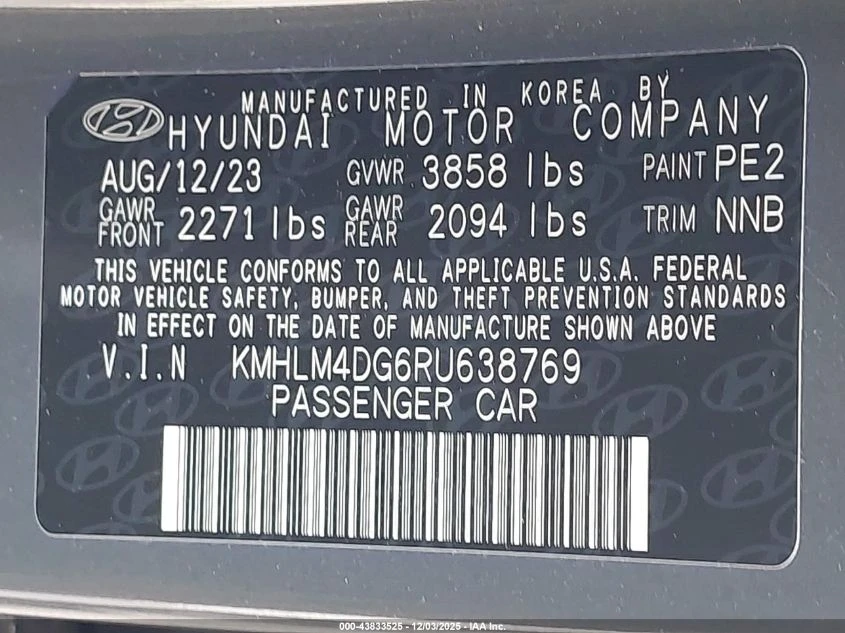 MANUFACTURED IN KOREA BY
HYUNDAI MOTOR COMPANY
AUG/12/23 GVWR 3858 lbs PAINT PE2
GAWR FRONT 2271 lbs GAWR REAR 2094 lbs TRIM NNB
THIS VEHICLE CONFORMS TO ALL APPLICABLE U.S.A. FEDERAL
MOTOR VEHICLE SAFETY, BUMPER, AND THEFT PREVENTION STANDARDS
IN EFFECT ON THE DATE OF MANUFACTURE SHOWN ABOVE
V.I.N KMHLM4DG6RU638769
PASSENGER CAR
000-43833525 - 12/03/2025 - IAA Inc.